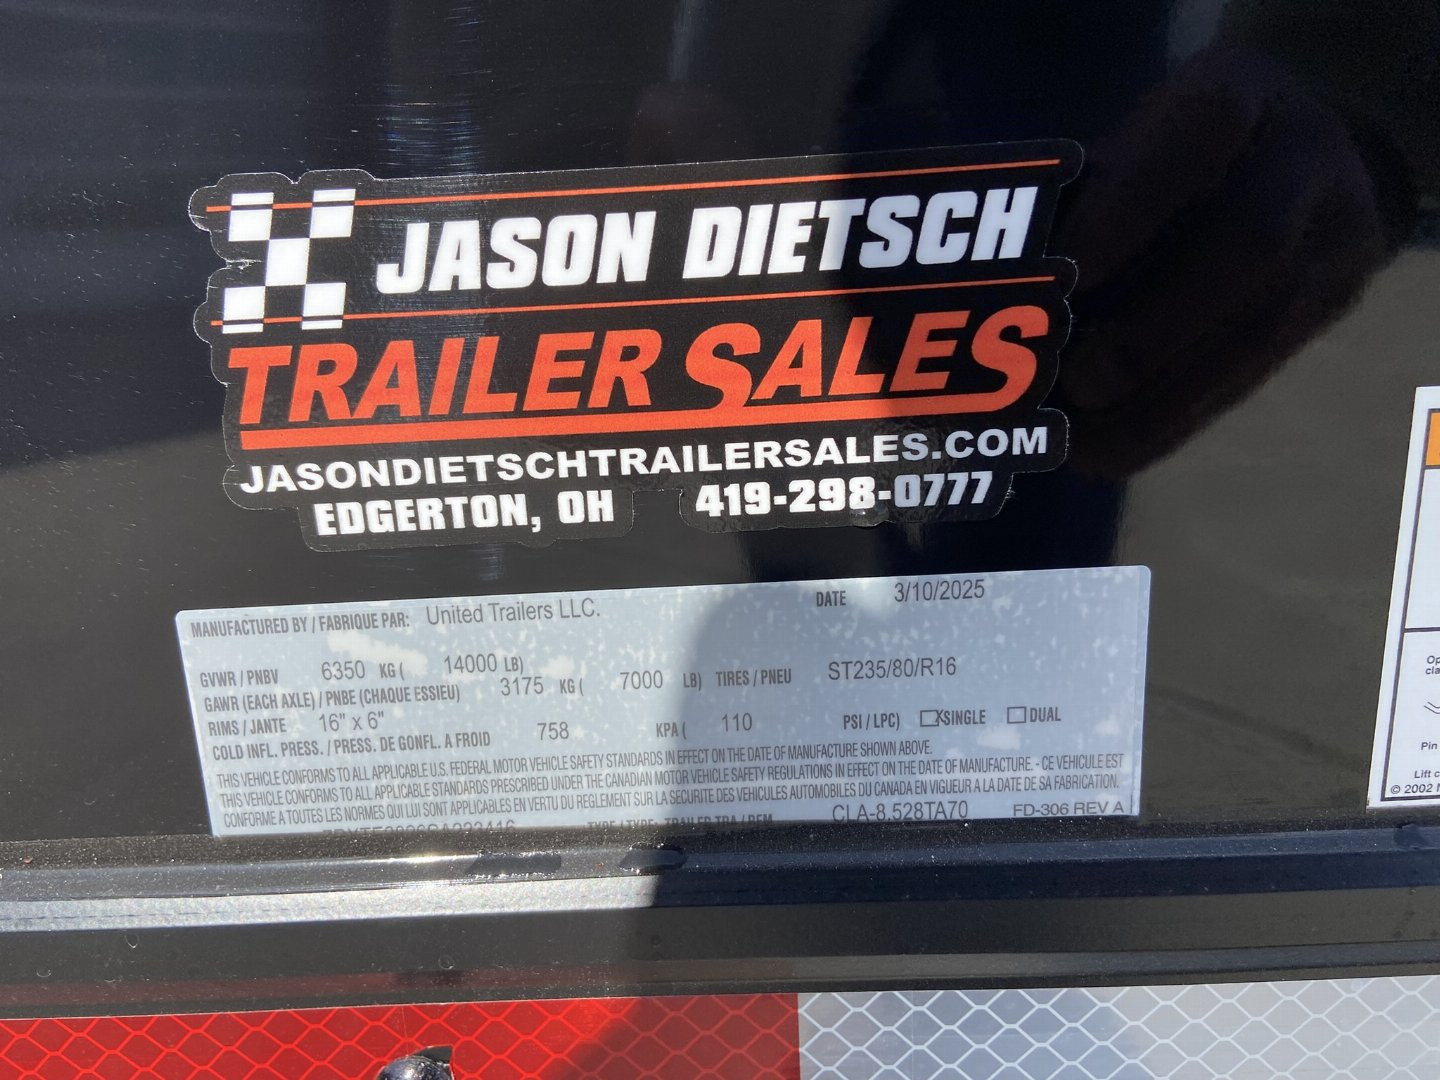 JASON DIETSCH
TRAILER SALES
JASONDIETSCHTRAILERSALES.COM
EDGERTON, OH 419-298-0777
MANUFACTURED BY / FABRIQUE PAR: United Trailers LLC. DATE 3/10/2025
GVWR / PNBV 6350 KG ( 14000 LB)
GAWR (EACH AXLE) / PNBE (CHAQUE ESSIEU) 3175 KG ( 7000 LB) TIRES / PNEU ST235/80/R16
RIMS / JANTE 16" x 6"
COLD INFL. PRESS. / PRESS. DE GONFL. A FROID 758 KPA ( 110 PSI / LPC) X SINGLE DUAL
THIS VEHICLE CONFORMS TO ALL APPLICABLE U.S. FEDERAL MOTOR VEHICLE SAFETY STANDARDS IN EFFECT ON THE DATE OF MANUFACTURE SHOWN ABOVE.
THIS VEHICLE CONFORMS TO ALL APPLICABLE STANDARDS PRESCRIBED UNDER THE CANADIAN MOTOR VEHICLE SAFETY REGULATIONS IN EFFECT ON THE DATE OF MANUFACTURE. - CE VEHICULE EST
CONFORME A TOUTES LES NORMES QUI LUI SONT APPLICABLES EN VERTU DU REGLEMENT SUR LA SECURITE DES VEHICULES AUTOMOBILES DU CANADA EN VIGUEUR A LA DATE DE SA FABRICATION.
CLA-8.528TA70 FD-306 REV A
Op
cla
Pin
Lift c
© 2002 N